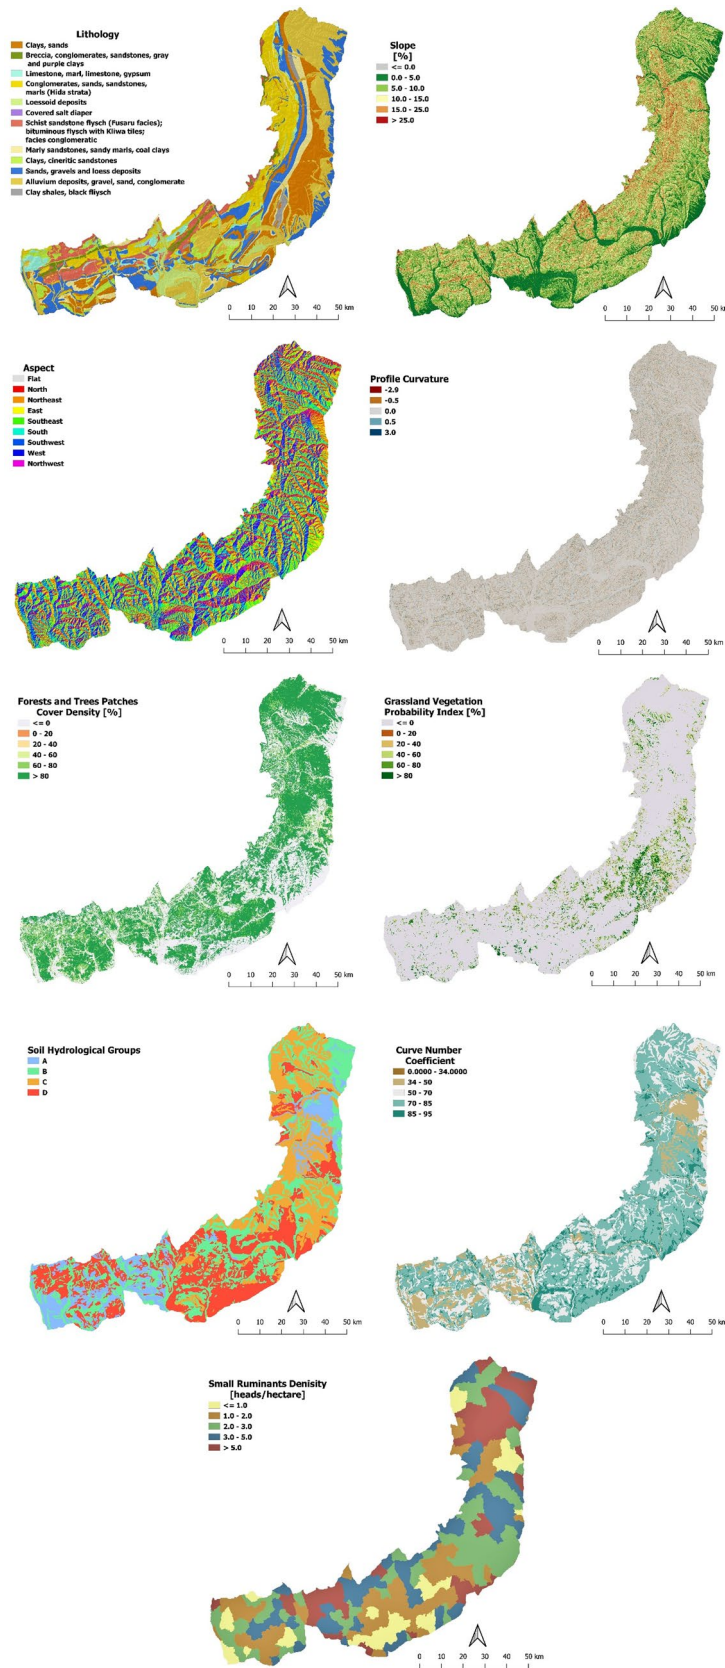 Lithology
Clays, sands
Breccia, conglomerates, sandstones, gray
and purple clays
Limestone, marl, limestone, gypsum
Conglomerates, sands, sandstones,
marls (Hida strata)
Loessoid deposits
Covered salt diaper
Schist sandstone flysch (Fusaru facies);
bituminous flysch with Kliwa tiles;
facies conglomeratic
Marly sandstones, sandy marls, coal clays
Clays, cineritic sandstones
Sands, gravels and loess deposits
Alluvium deposits, gravel, sand, conglomerate
Clay shales, black fliysch
0 10 20 30 40 50 km
Slope
[%]
<= 0.0
0.0 - 5.0
5.0 - 10.0
10.0 - 15.0
15.0 - 25.0
> 25.0
0 10 20 30 40 50 km
Aspect
Flat
North
Northeast
East
Southeast
South
Southwest
West
Northwest
0 10 20 30 40 50 km
Profile Curvature
-2.9
-0.5
0.0
0.5
3.0
0 10 20 30 40 50 km
Forests and Trees Patches
Cover Density [%]
<= 0
0 - 20
20 - 40
40 - 60
60 - 80
> 80
0 10 20 30 40 50 km
Grassland Vegetation
Probability Index [%]
<= 0
0 - 20
20 - 40
40 - 60
60 - 80
> 80
0 10 20 30 40 50 km
Soil Hydrological Groups
A
B
C
D
0 10 20 30 40 50 km
Curve Number
Coefficient
0.0000 - 34.0000
34 - 50
50 - 70
70 - 85
85 - 95
0 10 20 30 40 50 km
Small Ruminants Denisity
[heads/hectare]
<= 1.0
1.0 - 2.0
2.0 - 3.0
3.0 - 5.0
> 5.0
0 10 20 30 40 50 km